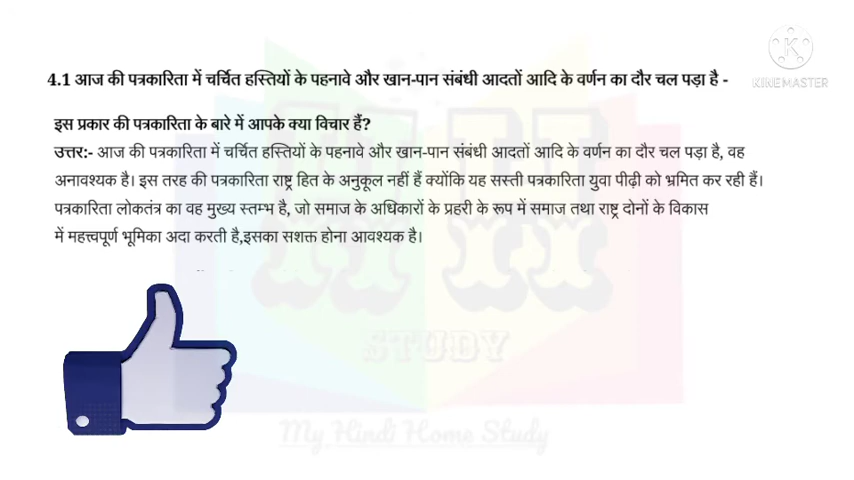 KINEMASTER
4.1 आज की पत्रकारिता में चर्चित हस्तियों के पहनावे और खान-पान संबंधी आदतों आदि के वर्णन का दौर चल पड़ा है -
इस प्रकार की पत्रकारिता के बारे में आपके क्या विचार हैं?
उत्तर:- आज की पत्रकारिता में चर्चित हस्तियों के पहनावे और खान-पान संबंधी आदतों आदि के वर्णन का दौर चल पड़ा है, वह
अनावश्यक है। इस तरह की पत्रकारिता राष्ट्र हित के अनुकूल नहीं हैं क्योंकि यह सस्ती पत्रकारिता युवा पीढ़ी को भ्रमित कर रही हैं।
पत्रकारिता लोकतंत्र का वह मुख्य स्तम्भ है, जो समाज के अधिकारों के प्रहरी के रूप में समाज तथा राष्ट्र दोनों के विकास
में महत्त्वपूर्ण भूमिका अदा करती है,इसका सशक्त होना आवश्यक है।
STUDY
My Hindi Home Study